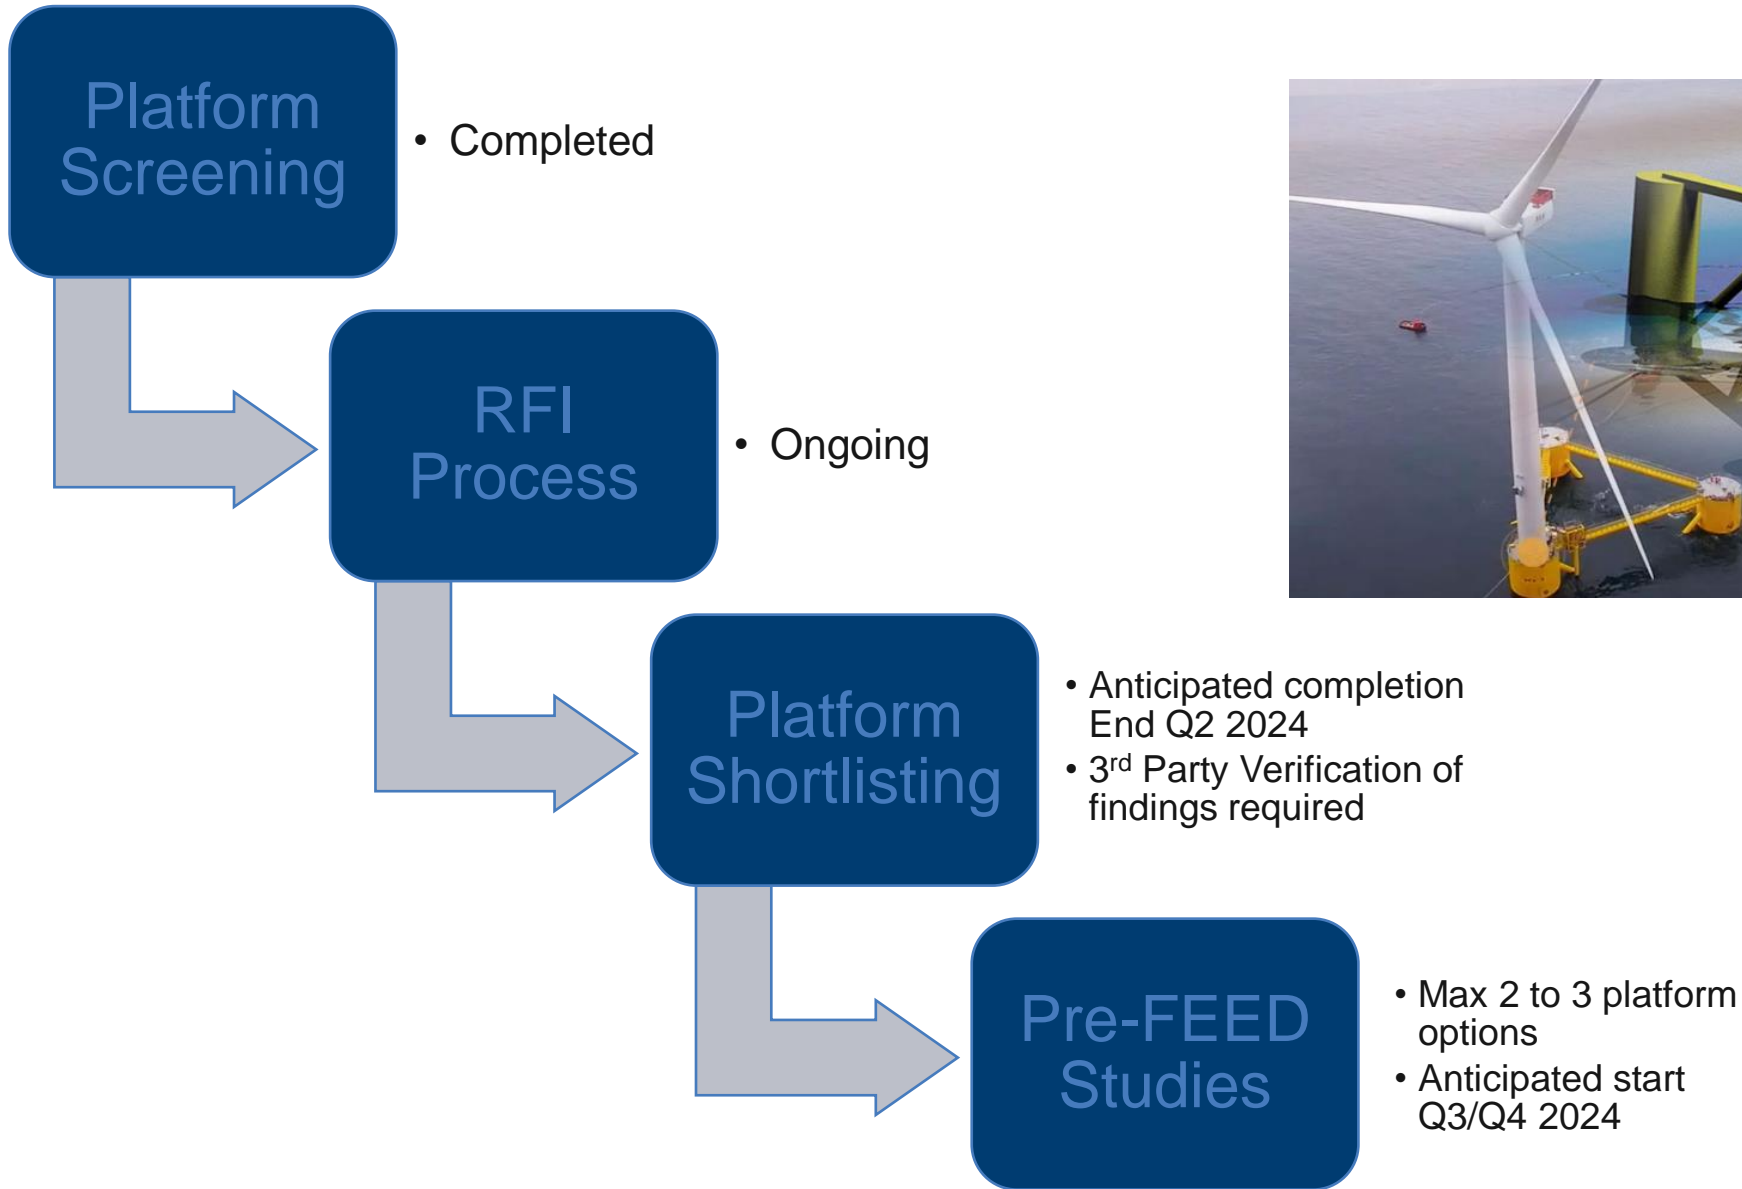 Platform
Screening
• Completed
RFI
Process
• Ongoing
Platform
Shortlisting
• Anticipated completion
End Q2 2024
• 3rd Party Verification of
findings required
Pre-FEED
Studies
• Max 2 to 3 platform
options
• Anticipated start
Q3/Q4 2024